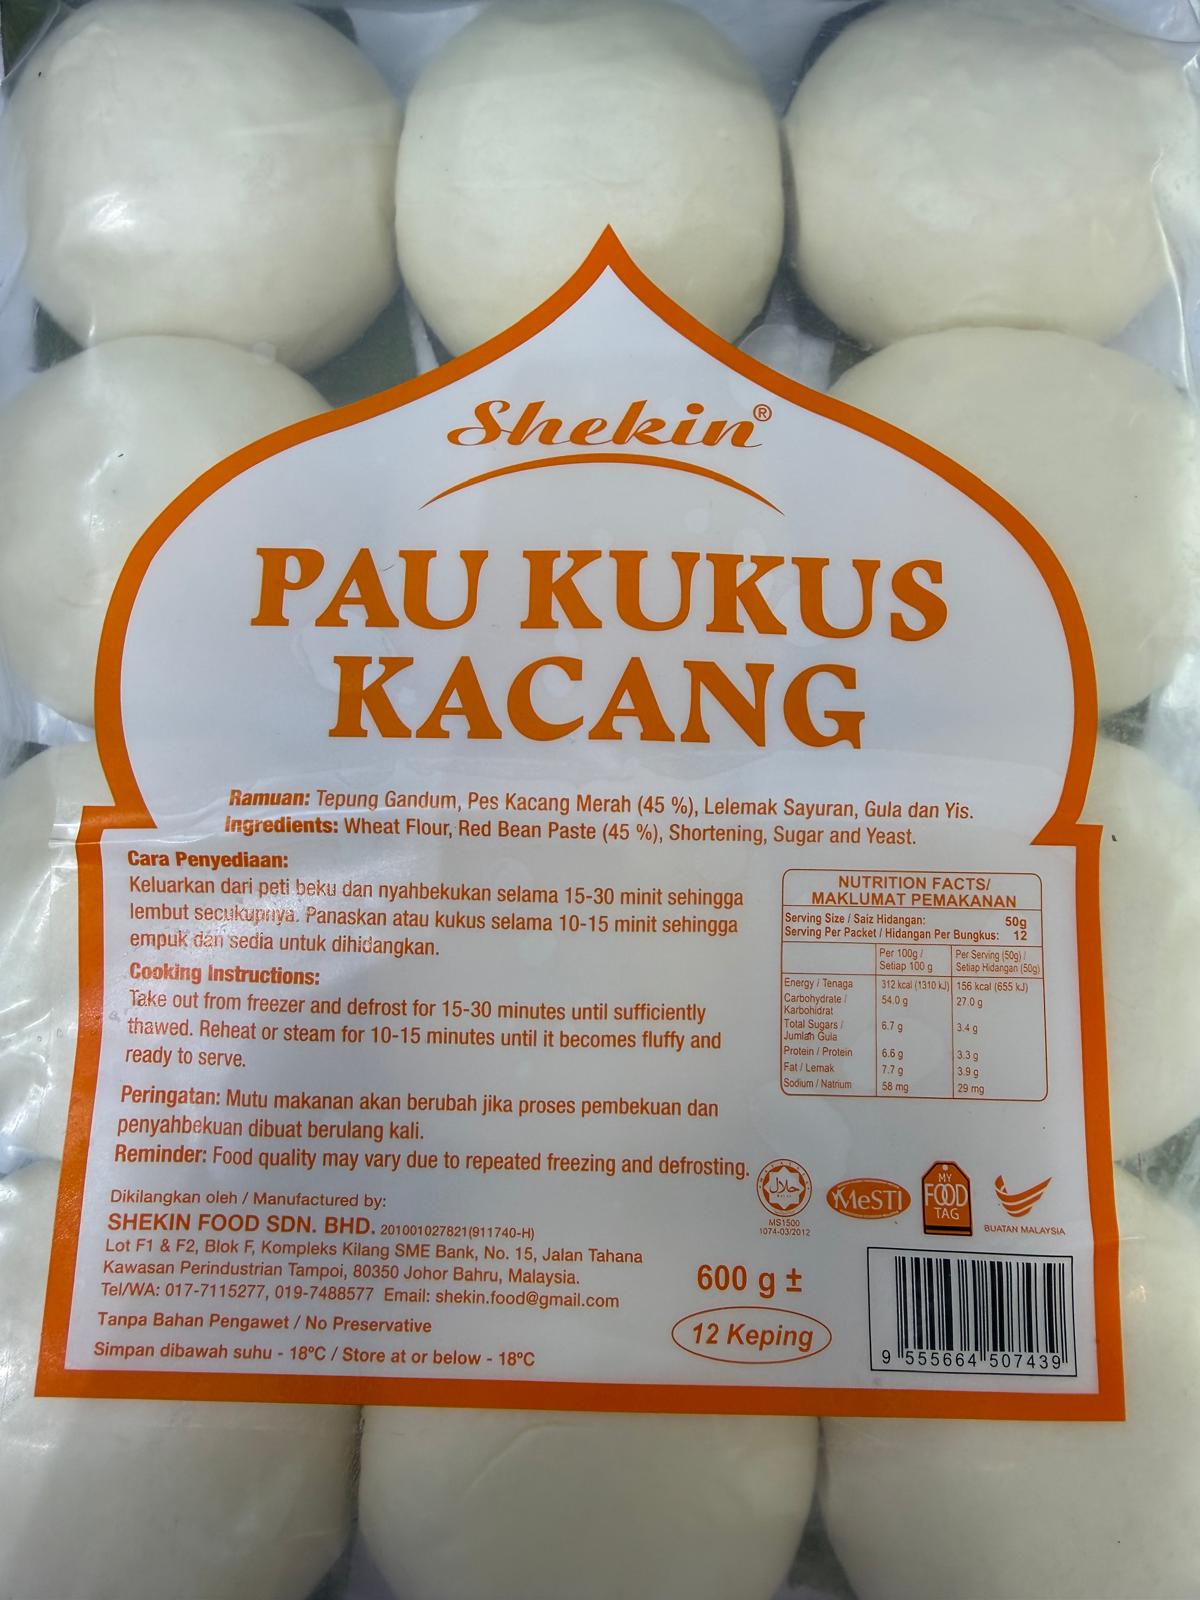 Shekin®
PAU KUKUS
KACANG
Ramuan: Tepung Gandum, Pes Kacang Merah (45 %), Lelemak Sayuran, Gula dan Yis.
Ingredients: Wheat Flour, Red Bean Paste (45 %), Shortening, Sugar and Yeast.
Cara Penyediaan:
Keluarkan dari peti beku dan nyahbekukan selama 15-30 minit sehingga
lembut secukupnya. Panaskan atau kukus selama 10-15 minit sehingga
empuk dan sedia untuk dihidangkan.
Cooking Instructions:
Take out from freezer and defrost for 15-30 minutes until sufficiently
thawed. Reheat or steam for 10-15 minutes until it becomes fluffy and
ready to serve.
Peringatan: Mutu makanan akan berubah jika proses pembekuan dan
penyahbekuan dibuat berulang kali.
Reminder: Food quality may vary due to repeated freezing and defrosting.
NUTRITION FACTS/
MAKLUMAT PEMAKANAN
Serving Size / Saiz Hidangan: 50g
Serving Per Packet / Hidangan Per Bungkus: 12
Per 100g / Per Serving (50g) /
Setiap 100 g Setiap Hidangan (50g)
Energy / Tenaga 312 kcal (1310 kJ) 156 kcal (655 kJ)
Carbohydrate / 54.0 g 27.0 g
Karbohidrat
Total Sugars / 6.7 g 3.4 g
Jumlah Gula
Protein / Protein 6.6 g 3.3 g
Fat / Lemak 7.7 g 3.9 g
Sodium / Natrium 58 mg 29 mg
Dikilangkan oleh / Manufactured by:
SHEKIN FOOD SDN. BHD. 201001027821(911740-H)
Lot F1 & F2, Blok F, Kompleks Kilang SME Bank, No. 15, Jalan Tahana
Kawasan Perindustrian Tampoi, 80350 Johor Bahru, Malaysia.
Tel/WA: 017-7115277, 019-7488577 Email: shekin.food@gmail.com
Tanpa Bahan Pengawet / No Preservative
Simpan dibawah suhu - 18ºC / Store at or below - 18ºC
حلال
MS1500
1074-03/2012
MeSTI
MY
FOOD
TAG
BUATAN MALAYSIA
600 g ±
12 Keping
9 555664 507439